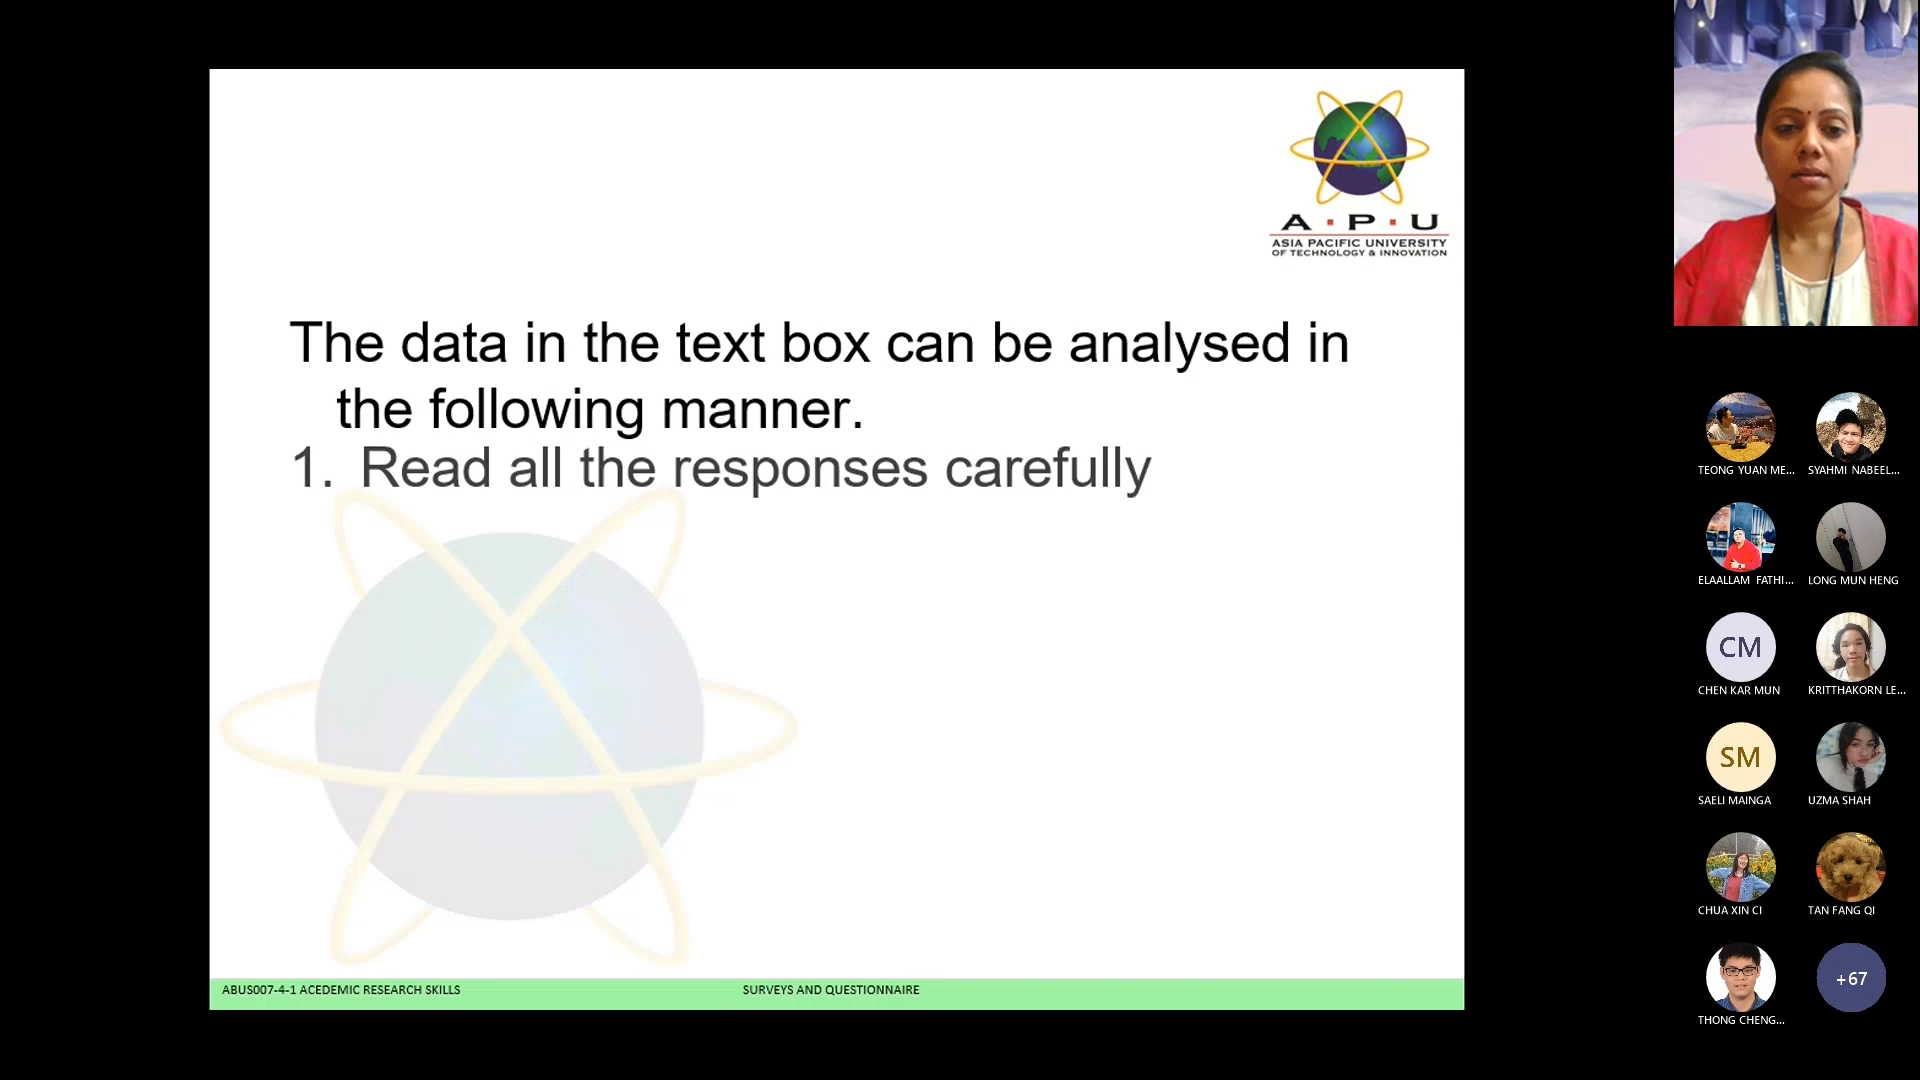 A·P·U
ASIA PACIFIC UNIVERSITY
OF TECHNOLOGY & INNOVATION
The data in the text box can be analysed in
the following manner.
1. Read all the responses carefully
ABUS007-4-1 ACEDEMIC RESEARCH SKILLS
SURVEYS AND QUESTIONNAIRE
TEONG YUAN ME...
SYAHMI NABEEL...
ELAALLAM FATHI...
LONG MUN HENG
CM
CHEN KAR MUN
KRITTHAKORN LE...
SM
SAELI MAINGA
UZMA SHAH
CHUA XIN CI
TAN FANG QI
THONG CHENG...
+67